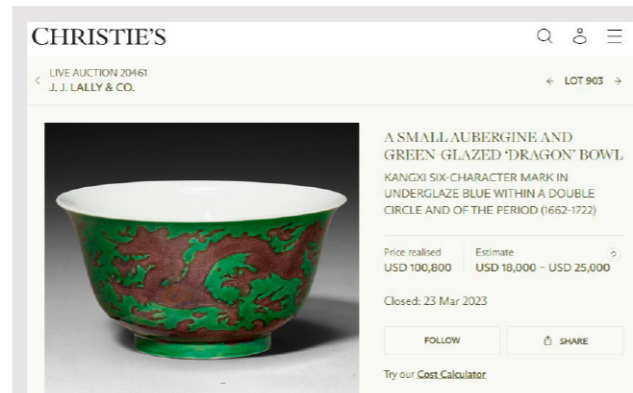 CHRISTIE'S
LIVE AUCTION 20461
J. J. LALLY & CO.
LOT 903
A SMALL AUBERGINE AND
GREEN-GLAZED 'DRAGON' BOWL
KANGXI SIX-CHARACTER MARK IN
UNDERGLAZE BLUE WITHIN A DOUBLE
CIRCLE AND OF THE PERIOD (1662-1722)
Price realised
USD 100,800
Estimate
USD 18,000 – USD 25,000
Closed: 23 Mar 2023
FOLLOW
SHARE
Try our Cost Calculator